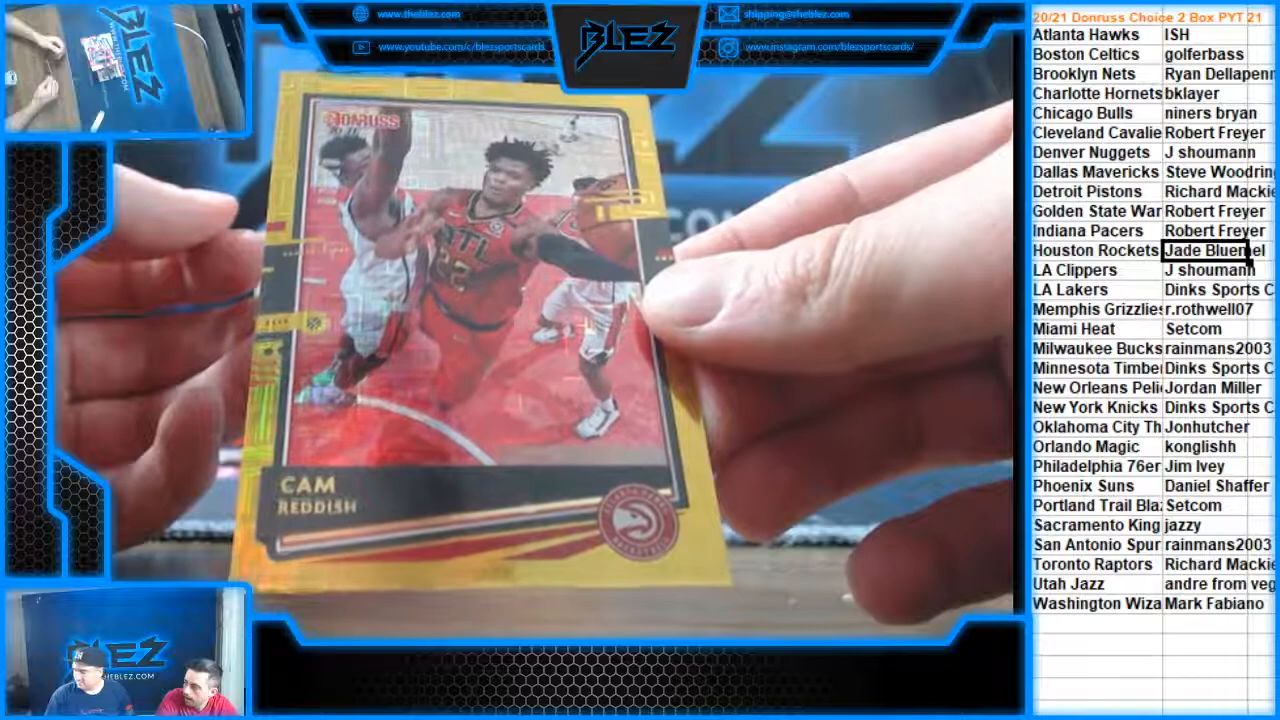 www.theblez.com
www.youtube.com/c/blezsportscards
BLEZ
shipping@theblez.com
www.instagram.com/blezsportscards/
20/21 Donruss Choice 2 Box PYT 21
Atlanta Hawks ISH
Boston Celtics golferbass
Brooklyn Nets Ryan Dellapenn
Charlotte Hornets bklayer
Chicago Bulls niners bryan
Cleveland Cavalie Robert Freyer
Denver Nuggets J shoumann
Dallas Mavericks Steve Woodrin
Detroit Pistons Richard Mackie
Golden State War Robert Freyer
Indiana Pacers Robert Freyer
Houston Rockets Jade Bluemel
LA Clippers J shoumann
LA Lakers Dinks Sports C
Memphis Grizzlies r.rothwell07
Miami Heat Setcom
Milwaukee Bucks rainmans2003
Minnesota Timber Dinks Sports C
New Orleans Peli Jordan Miller
New York Knicks Dinks Sports C
Oklahoma City Th Jonhutcher
Orlando Magic konglishh
Philadelphia 76er Jim Ivey
Phoenix Suns Daniel Shaffer
Portland Trail Bla Setcom
Sacramento King jazzy
San Antonio Spur rainmans2003
Toronto Raptors Richard Mackie
Utah Jazz andre from veg
Washington Wiza Mark Fabiano
DONRUSS
ATL
22
CAM
REDDISH
BLEZ
THEBLEZ.COM